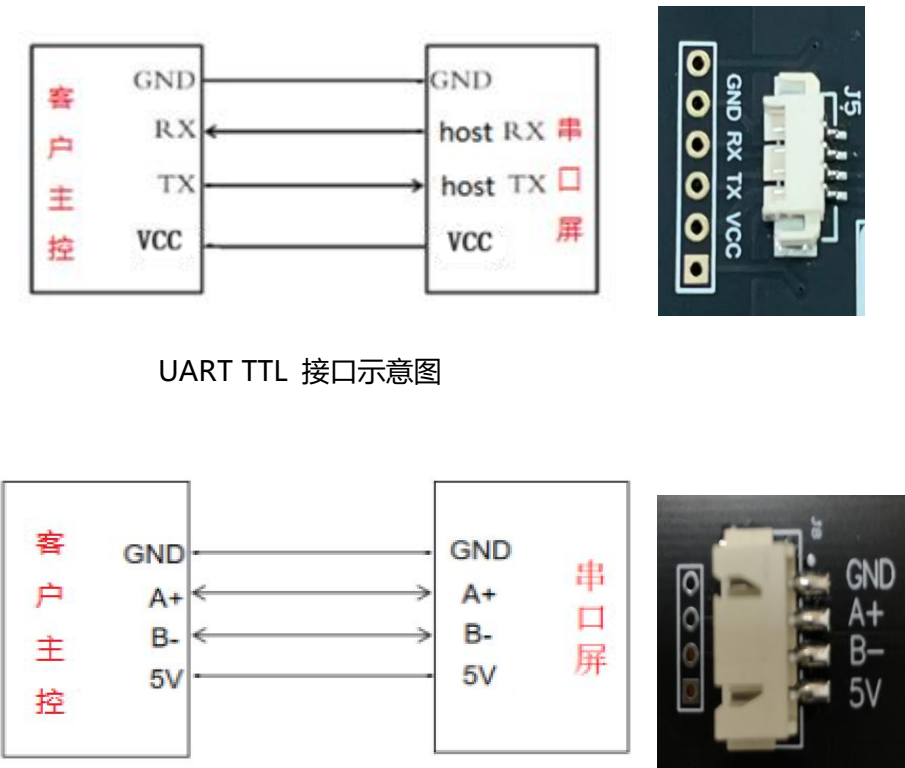 客户主控
GND
RX
TX
VCC
GND
host RX
host TX
VCC
串口屏
GND RX TX VCC
J5
UART TTL 接口示意图
客户主控
GND
A+
B-
5V
GND
A+
B-
5V
串口屏
J8
GND
A+
B-
5V